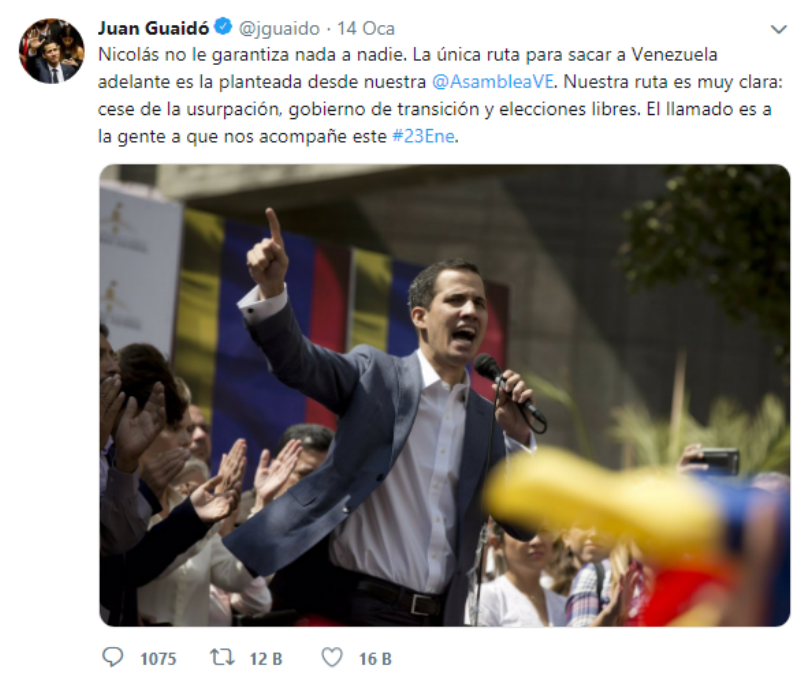 Juan Guaidó @jguaido · 14 Oca
Nicolás no le garantiza nada a nadie. La única ruta para sacar a Venezuela
adelante es la planteada desde nuestra @AsambleaVE. Nuestra ruta es muy clara:
cese de la usurpación, gobierno de transición y elecciones libres. El llamado es a
la gente a que nos acompañe este #23Ene.
1075 12 B 16 B